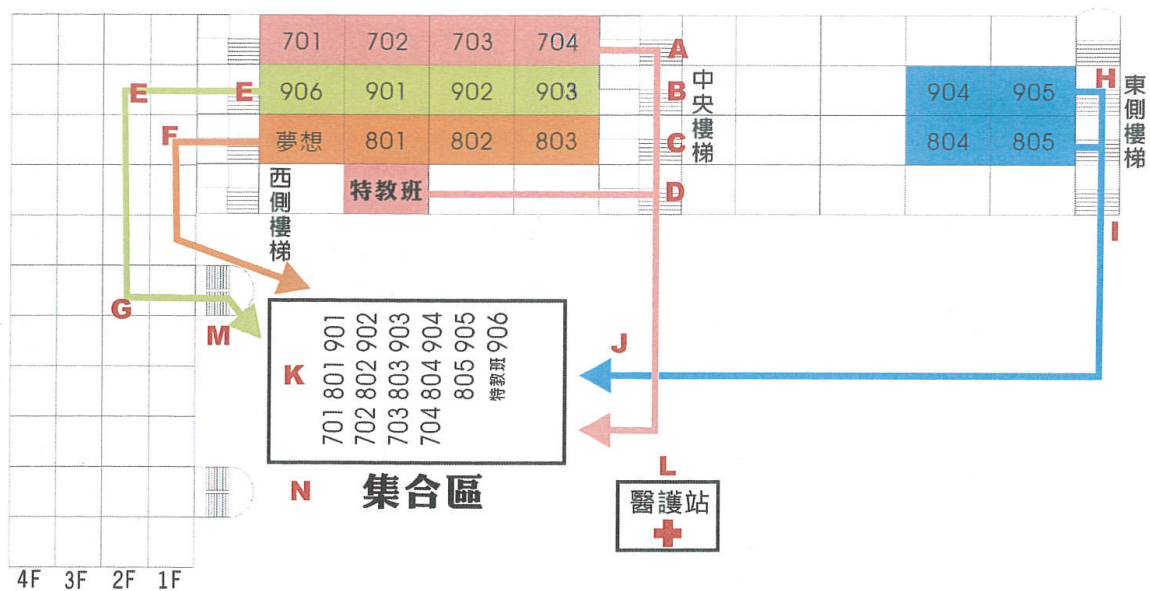 701 702 703 704 A
E E 906 901 902 903 B 904 905 H
F 夢想 801 802 803 C 804 805
中央樓梯
東側樓梯
西側樓梯
特教班 D
I
G
M
J
K
701 801 901
702 802 902
703 803 903
704 804 904
805 905
特教班 906
N 集合區
L
醫護站
4F 3F 2F 1F